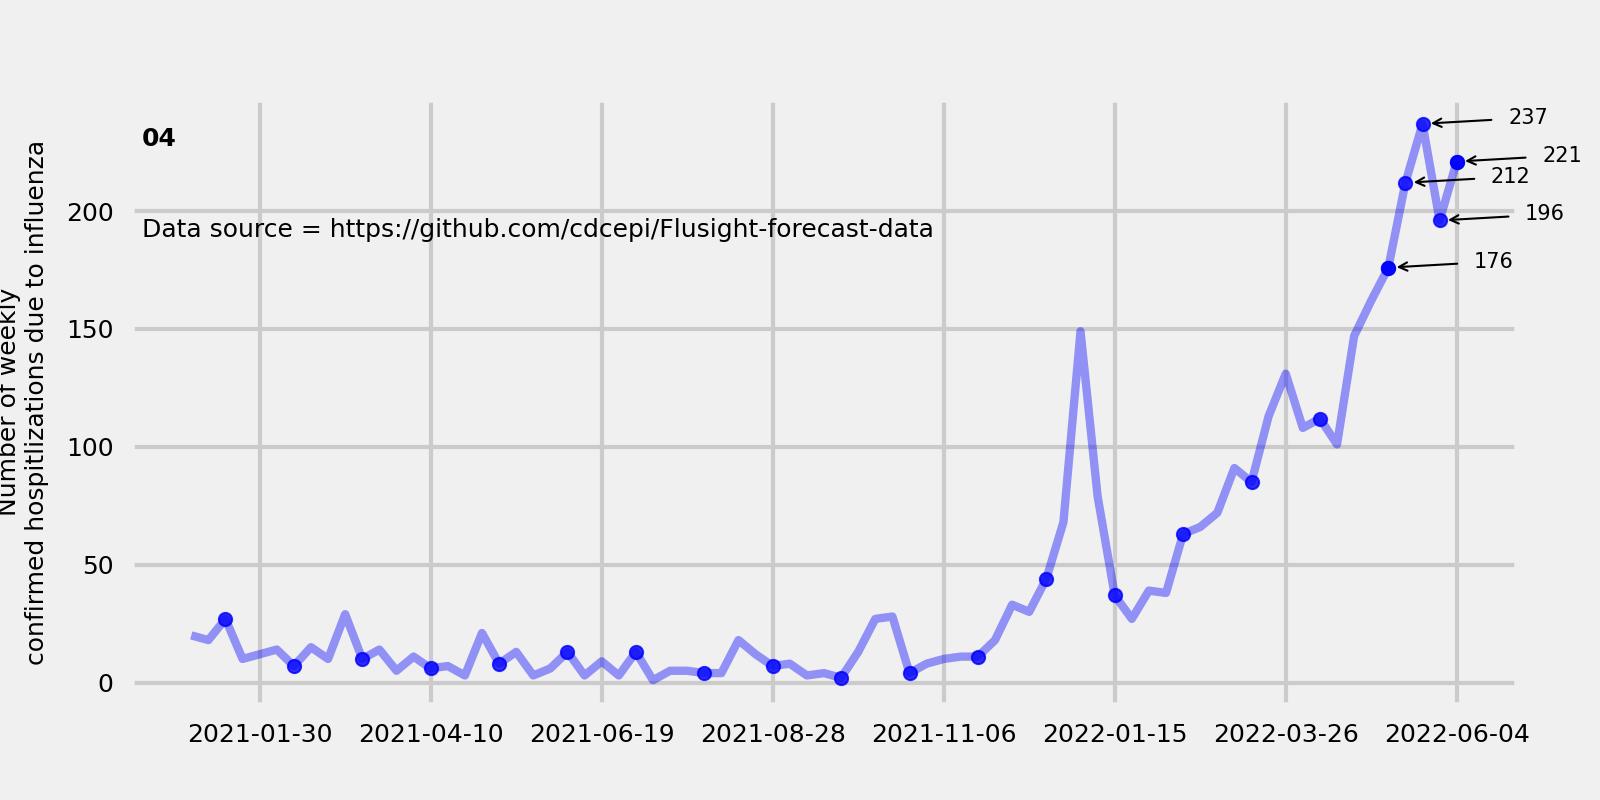 04
Data source = https://github.com/cdcepi/Flusight-forecast-data
Number of weekly
confirmed hospitlizations due to influenza
200
150
100
50
0
237
221
212
196
176
2021-01-30 2021-04-10 2021-06-19 2021-08-28 2021-11-06 2022-01-15 2022-03-26 2022-06-04